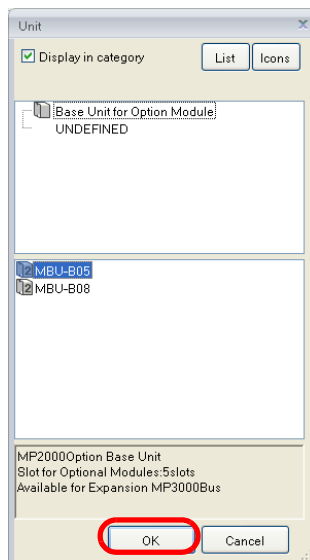 Unit
Display in category
List
Icons
Base Unit for Option Module
UNDEFINED
MBU-B05
MBU-B08
MP2000Option Base Unit
Slot for Optional Modules:5slots
Available for Expansion MP3000Bus
OK
Cancel